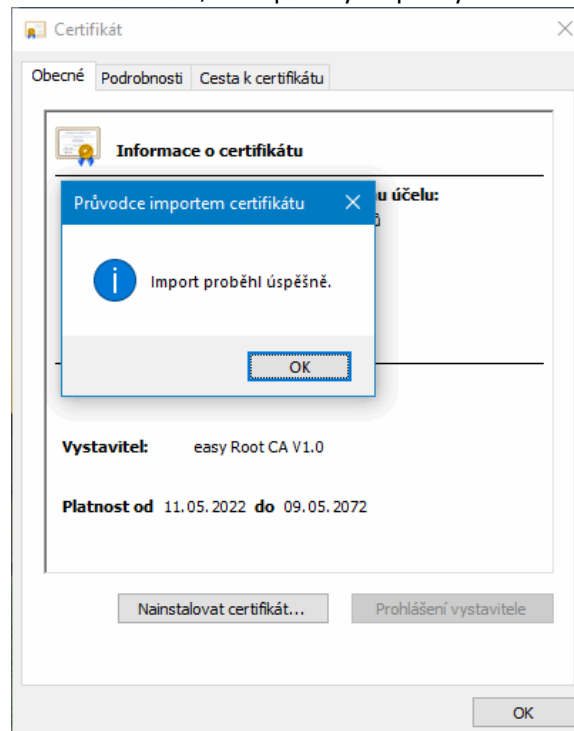 Certifikát
Obecné Podrobnosti Cesta k certifikátu
Informace o certifikátu
u účelu:
Průvodce importem certifikátu
Import proběhl úspěšně.
OK
Vystavitel: easy Root CA V1.0
Platnost od 11.05.2022 do 09.05.2072
Nainstalovat certifikát... Prohlášení vystavitele
OK